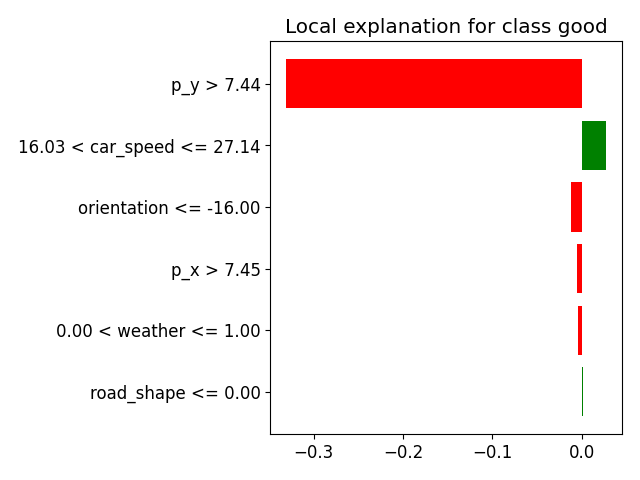 Local explanation for class good
p_y > 7.44
16.03 < car_speed <= 27.14
orientation <= -16.00
p_x > 7.45
0.00 < weather <= 1.00
road_shape <= 0.00
−0.3 −0.2 −0.1 0.0